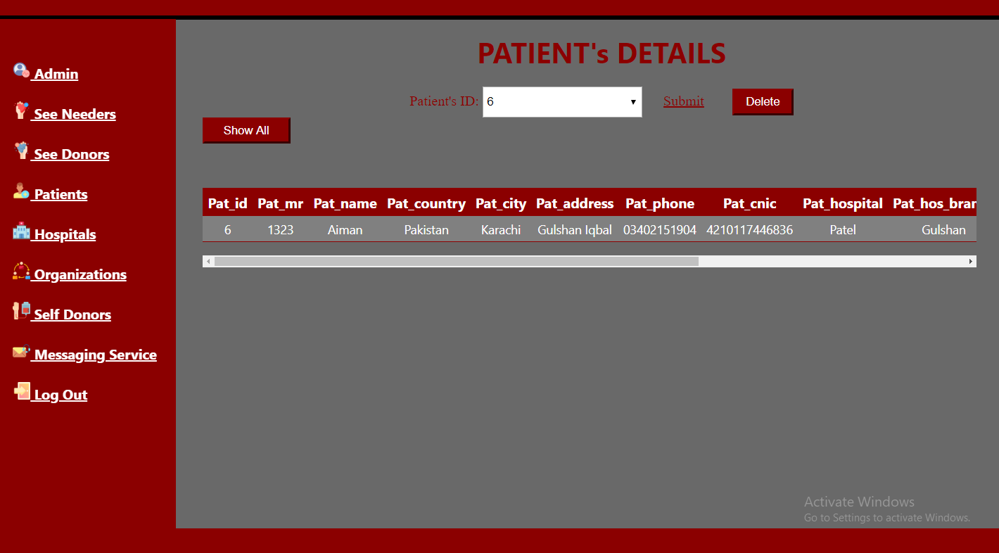 Admin
See Needers
See Donors
Patients
Hospitals
Organizations
Self Donors
Messaging Service
Log Out
PATIENT's DETAILS
Patient's ID: 6 Submit Delete
Show All
Pat_id Pat_mr Pat_name Pat_country Pat_city Pat_address Pat_phone Pat_cnic Pat_hospital Pat_hos_bran
6 1323 Aiman Pakistan Karachi Gulshan Iqbal 03402151904 4210117446836 Patel Gulshan
Activate Windows
Go to Settings to activate Windows.